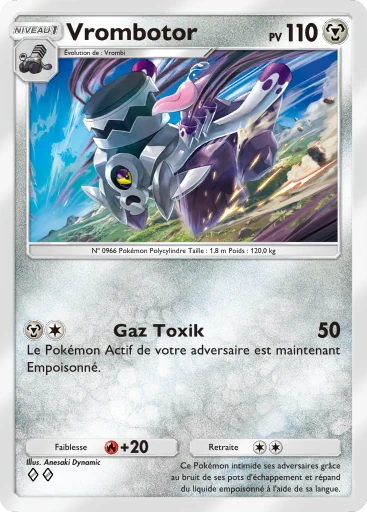 NIVEAU 1
Vrombotor
PV 110
Évolution de : Vrombi
N° 0966 Pokémon Polycylindre Taille : 1.8 m Poids : 120.0 kg
Gaz Toxik 50
Le Pokémon Actif de votre adversaire est maintenant
Empoisonné.
Faiblesse +20
Retraite
Illus. Anesaki Dynamic
Ce Pokémon intimide ses adversaires grâce
au bruit de ses pots d'échappement et répand
du liquide empoisonné à l'aide de sa langue.